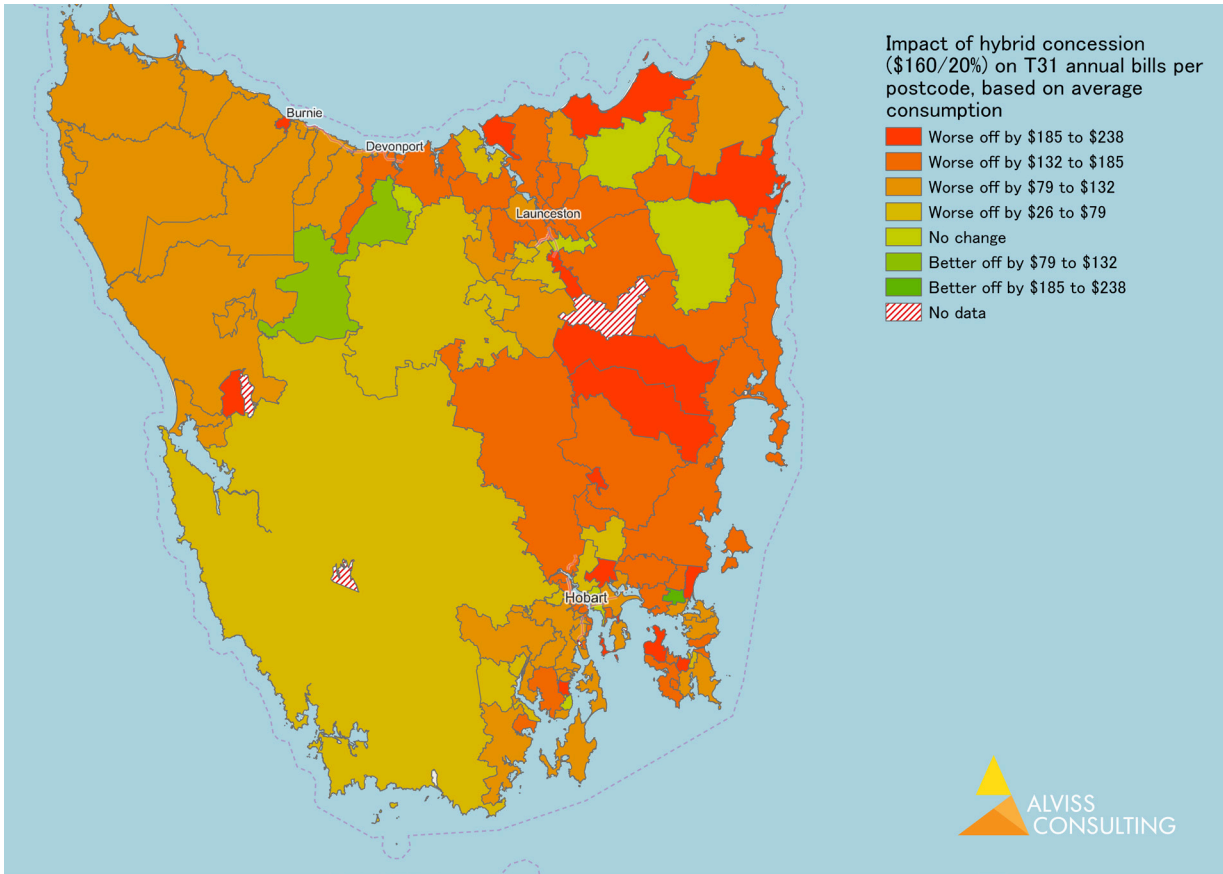 Impact of hybrid concession
($160/20%) on T31 annual bills per
postcode, based on average
consumption
Worse off by $185 to $238
Worse off by $132 to $185
Worse off by $79 to $132
Worse off by $26 to $79
No change
Better off by $79 to $132
Better off by $185 to $238
No data
Burnie
Devonport
Launceston
Hobart
ALVISS
CONSULTING